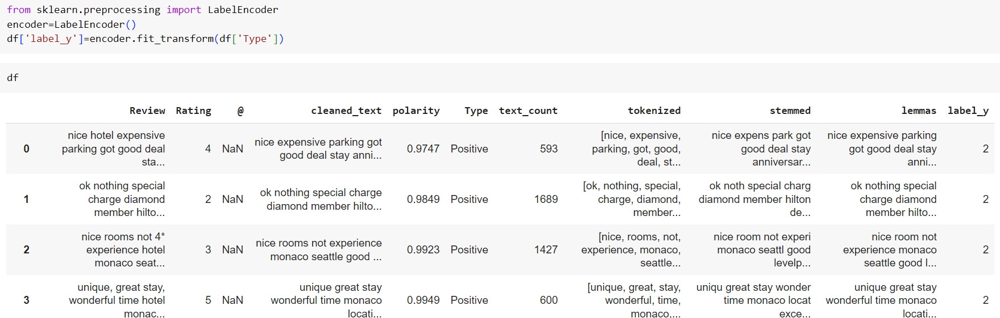 from sklearn.preprocessing import LabelEncoder
encoder=LabelEncoder()
df['label_y']=encoder.fit_transform(df['Type'])
df
Review Rating @ cleaned_text polarity Type text_count tokenized stemmed lemmas label_y
nice hotel expensive [nice, expensive, nice expens park got nice expensive parking
nice expensive parking got
0 parking got good deal 4 NaN 0.9747 Positive 593 parking, got, good, good deal stay got good deal stay 2
good deal stay anni...
sta... deal, st... anniversar... anni...
ok nothing special [ok, nothing, special, ok noth special charg ok nothing special
ok nothing special charge
1 charge diamond 2 NaN 0.9849 Positive 1689 charge, diamond, diamond member hilton charge diamond 2
diamond member hilto...
member hilto... member... de... member hilto...
nice rooms not 4* [nice, rooms, not, nice room not experi nice room not
nice rooms not experience
2 experience hotel 3 NaN 0.9923 Positive 1427 experience, monaco, monaco seattl good experience monaco 2
monaco seattle good ...
monaco seat... seattle... levelp... seattle good l...
unique, great stay, unique great stay [unique, great, stay, uniqu great stay wonder unique great stay
3 wonderful time hotel 5 NaN wonderful time monaco 0.9949 Positive 600 wonderful, time, time monaco locat wonderful time monaco 2
monac... locati... monaco,... exce... locati...